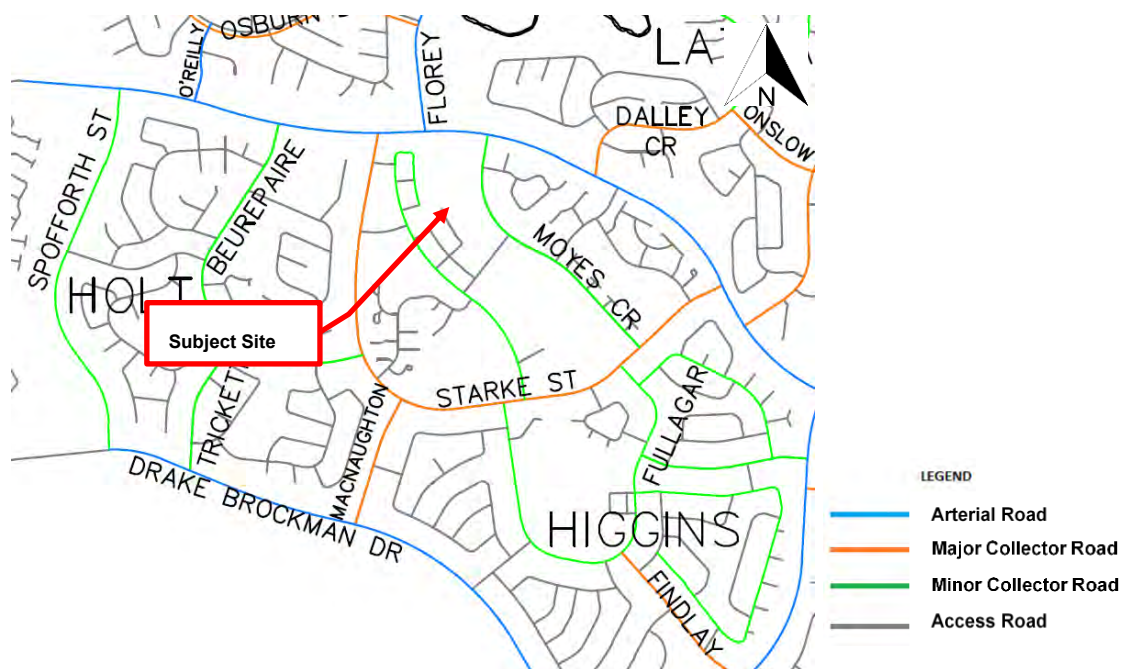 OSBURN
O'REILLY
FLOREY
LA
N
DALLEY
CR
ONSLOW
SPOFFORTH ST
BEUREPAIRE
MOYES CR
HOLT
Subject Site
TRICKETT
MACNAUGHTON
STARKE ST
FULLAGAR
DRAKE BROCKMAN DR
HIGGINS
FINDLAY
LEGEND
Arterial Road
Major Collector Road
Minor Collector Road
Access Road